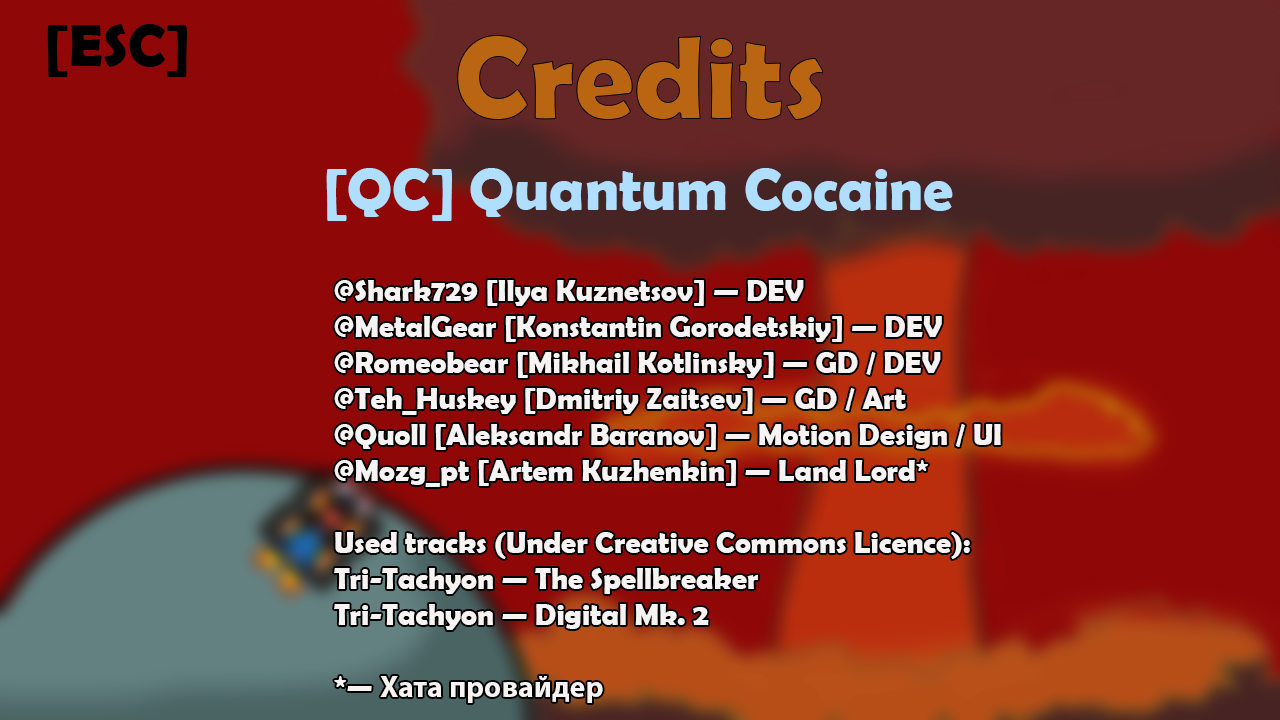 [ESC]
Credits
[QC] Quantum Cocaine
@Shark729 [Ilya Kuznetsov] — DEV
@MetalGear [Konstantin Gorodetskiy] — DEV
@Romeobear [Mikhail Kotlinsky] — GD / DEV
@Teh_Huskey [Dmitriy Zaitsev] — GD / Art
@Quoll [Aleksandr Baranov] — Motion Design / UI
@Mozg_pt [Artem Kuzhenkin] — Land Lord*
Used tracks (Under Creative Commons Licence):
Tri-Tachyon — The Spellbreaker
Tri-Tachyon — Digital Mk. 2
*— Хата провайдер